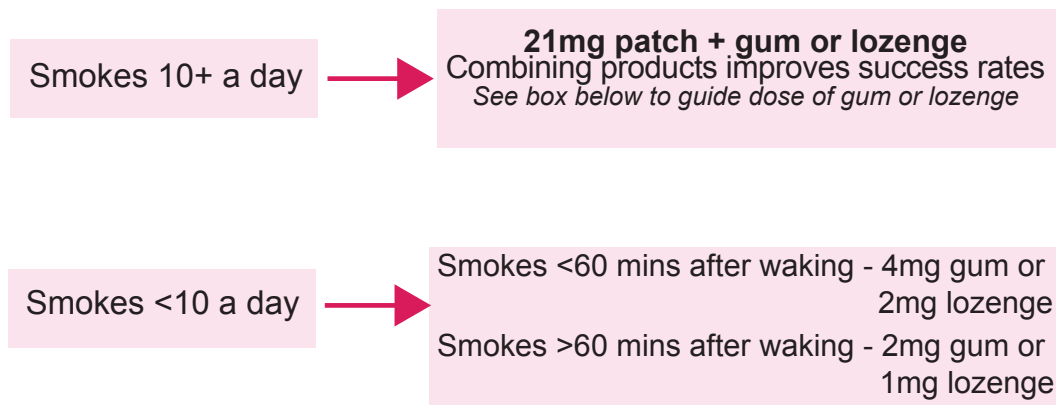 Smokes 10+ a day
21mg patch + gum or lozenge
Combining products improves success rates
See box below to guide dose of gum or lozenge
Smokes <10 a day
Smokes <60 mins after waking - 4mg gum or
2mg lozenge
Smokes >60 mins after waking - 2mg gum or
1mg lozenge